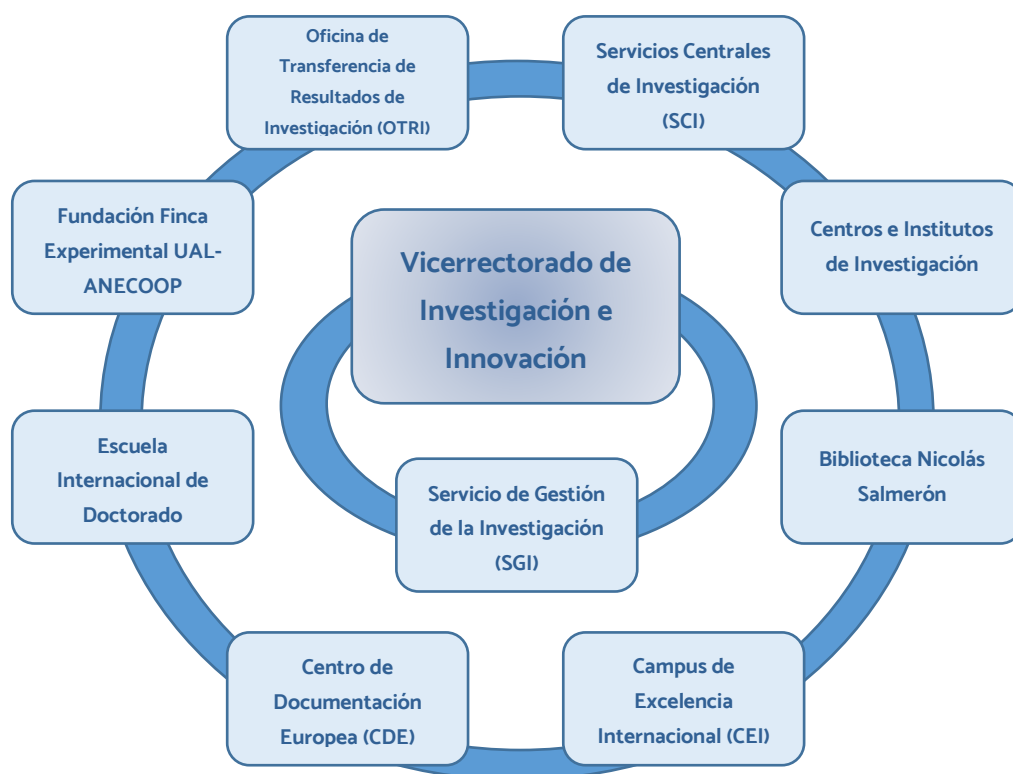 Oficina de
Transferencia de
Resultados de
Investigación (OTRI)
Servicios Centrales
de Investigación
(SCI)
Fundación Finca
Experimental UAL-
ANECOOP
Centros e Institutos
de Investigación
Vicerrectorado de
Investigación e
Innovación
Escuela
Internacional de
Doctorado
Biblioteca Nicolás
Salmerón
Servicio de Gestión
de la Investigación
(SGI)
Centro de
Documentación
Europea (CDE)
Campus de
Excelencia
Internacional (CEI)